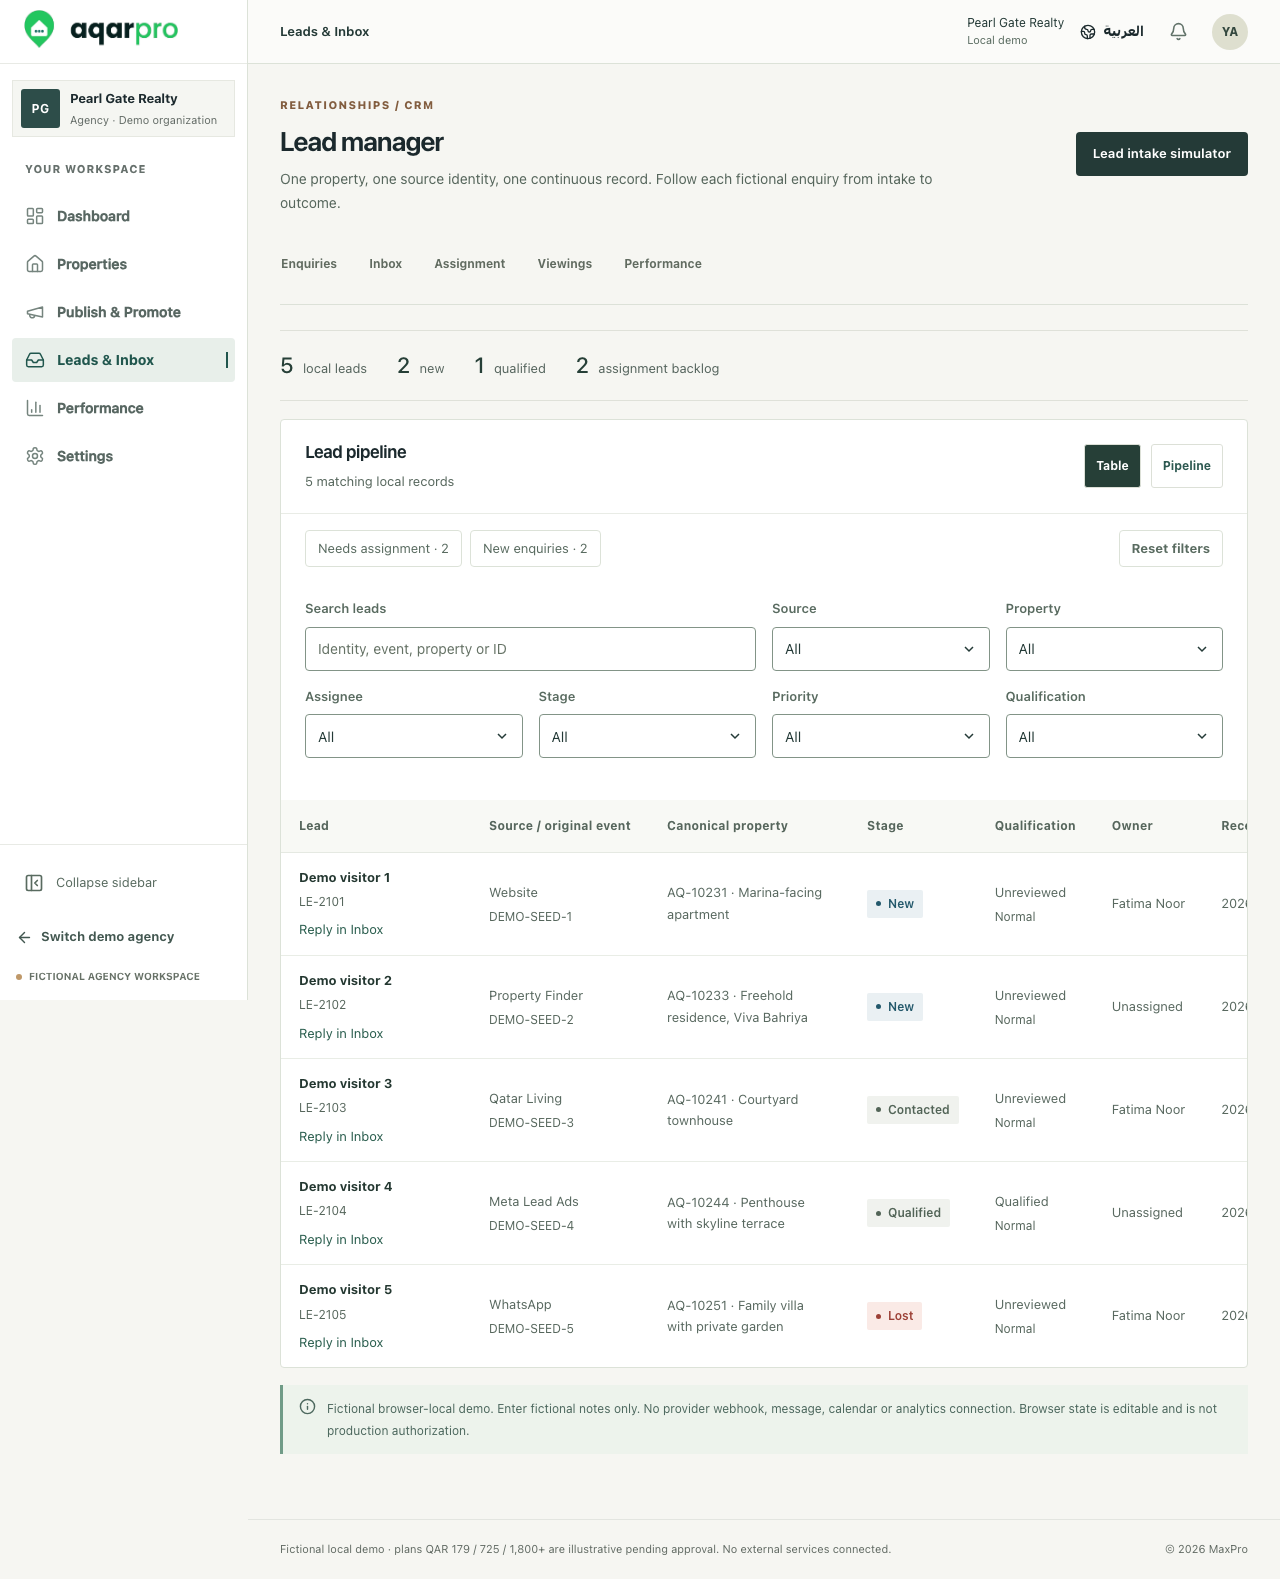 aqarpro
Leads & Inbox
Pearl Gate Realty
Local demo
العربية
YA
PG
Pearl Gate Realty
Agency · Demo organization
YOUR WORKSPACE
Dashboard
Properties
Publish & Promote
Leads & Inbox
Performance
Settings
Collapse sidebar
Switch demo agency
FICTIONAL AGENCY WORKSPACE
RELATIONSHIPS / CRM
Lead manager
One property, one source identity, one continuous record. Follow each fictional enquiry from intake to
outcome.
Lead intake simulator
Enquiries Inbox Assignment Viewings Performance
5 local leads 2 new 1 qualified 2 assignment backlog
Lead pipeline
5 matching local records
Table Pipeline
Needs assignment · 2 New enquiries · 2 Reset filters
Search leads Source Property
Identity, event, property or ID All All
Assignee Stage Priority Qualification
All All All All
Lead Source / original event Canonical property Stage Qualification Owner Rece
Demo visitor 1
LE-2101
Reply in Inbox
Website
DEMO-SEED-1
AQ-10231 · Marina-facing
apartment
New
Unreviewed
Normal
Fatima Noor
2026
Demo visitor 2
LE-2102
Reply in Inbox
Property Finder
DEMO-SEED-2
AQ-10233 · Freehold
residence, Viva Bahriya
New
Unreviewed
Normal
Unassigned
2026
Demo visitor 3
LE-2103
Reply in Inbox
Qatar Living
DEMO-SEED-3
AQ-10241 · Courtyard
townhouse
Contacted
Unreviewed
Normal
Fatima Noor
2026
Demo visitor 4
LE-2104
Reply in Inbox
Meta Lead Ads
DEMO-SEED-4
AQ-10244 · Penthouse
with skyline terrace
Qualified
Qualified
Normal
Unassigned
2026
Demo visitor 5
LE-2105
Reply in Inbox
WhatsApp
DEMO-SEED-5
AQ-10251 · Family villa
with private garden
Lost
Unreviewed
Normal
Fatima Noor
2026
Fictional browser-local demo. Enter fictional notes only. No provider webhook, message, calendar or analytics connection. Browser state is editable and is not
production authorization.
Fictional local demo · plans QAR 179 / 725 / 1,800+ are illustrative pending approval. No external services connected.
© 2026 MaxPro